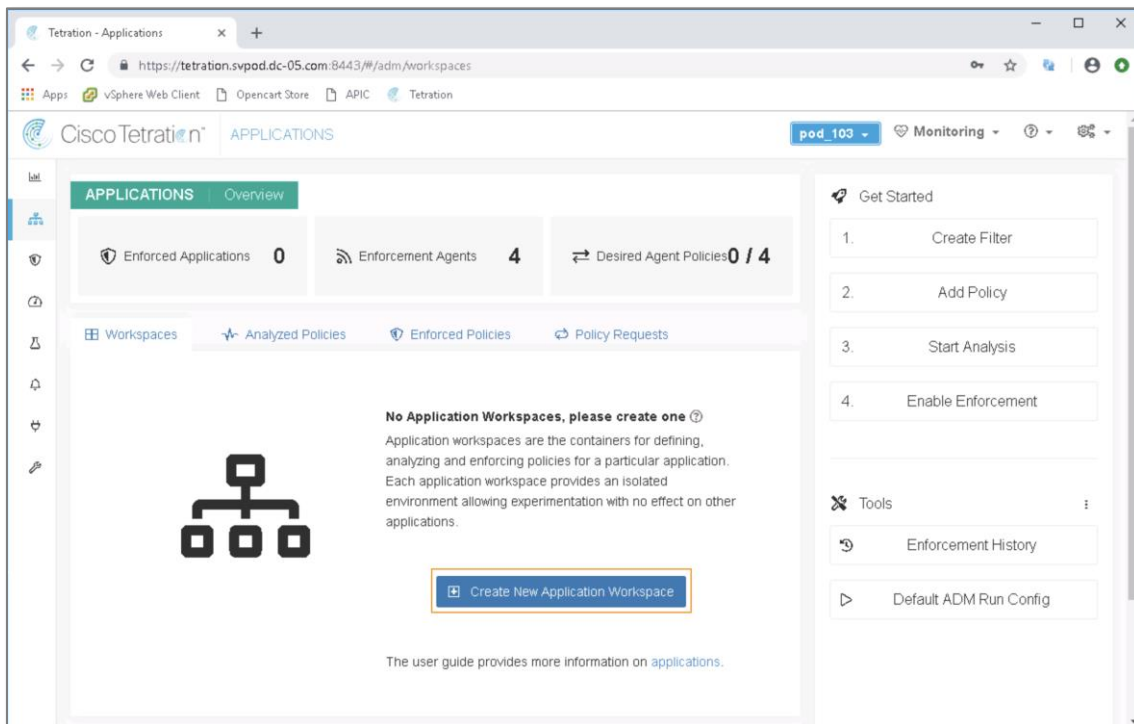 Tetration - Applications
https://tetration.svpod.dc-05.com:8443/#/adm/workspaces
Apps vSphere Web Client Opencart Store APIC Tetration
CiscoTetration™ APPLICATIONS pod_103 Monitoring
APPLICATIONS | Overview
Enforced Applications 0 Enforcement Agents 4 Desired Agent Policies 0 / 4
Workspaces Analyzed Policies Enforced Policies Policy Requests
No Application Workspaces, please create one
Application workspaces are the containers for defining,
analyzing and enforcing policies for a particular application.
Each application workspace provides an isolated
environment allowing experimentation with no effect on other
applications.
Create New Application Workspace
The user guide provides more information on applications.
Get Started
1. Create Filter
2. Add Policy
3. Start Analysis
4. Enable Enforcement
Tools
Enforcement History
Default ADM Run Config